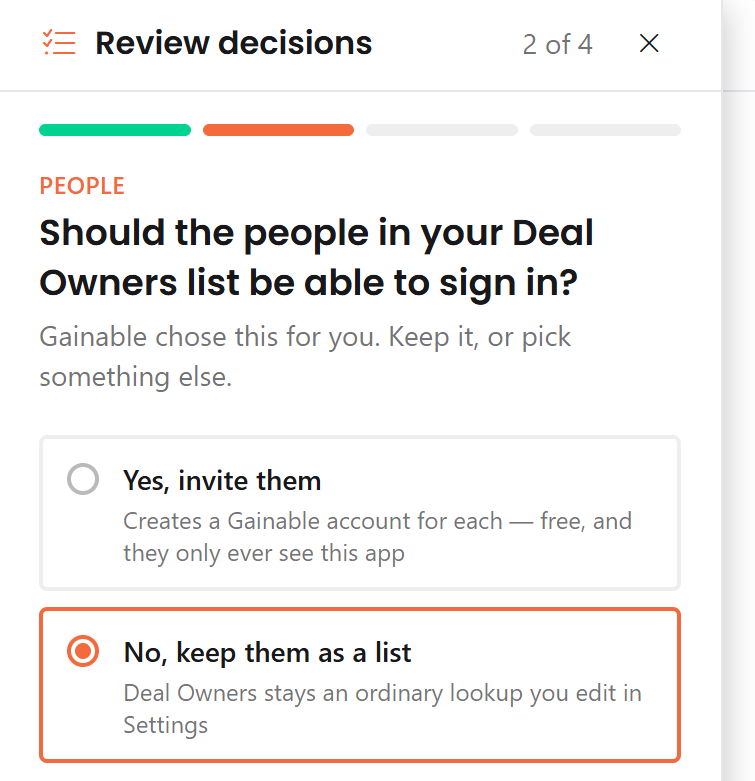 Review decisions
2 of 4
PEOPLE
Should the people in your Deal
Owners list be able to sign in?
Gainable chose this for you. Keep it, or pick
something else.
Yes, invite them
Creates a Gainable account for each — free, and
they only ever see this app
No, keep them as a list
Deal Owners stays an ordinary lookup you edit in
Settings